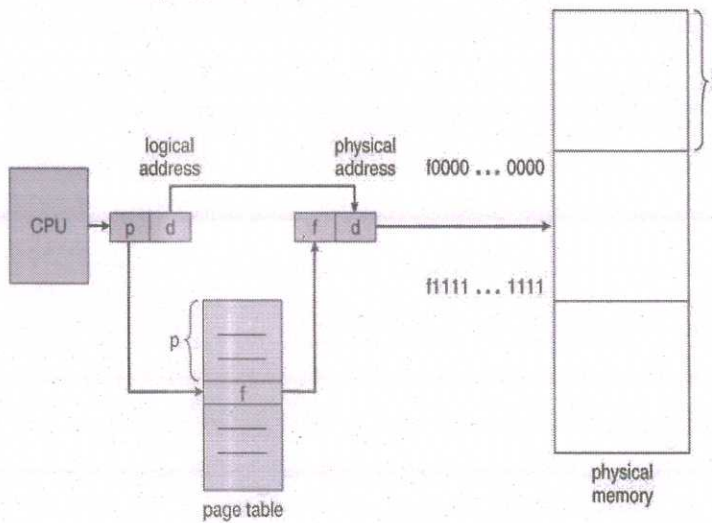 logical
address
physical
address
f0000 ... 0000
CPU
p
d
f
d
f1111 ... 1111
p
f
page table
physical
memory